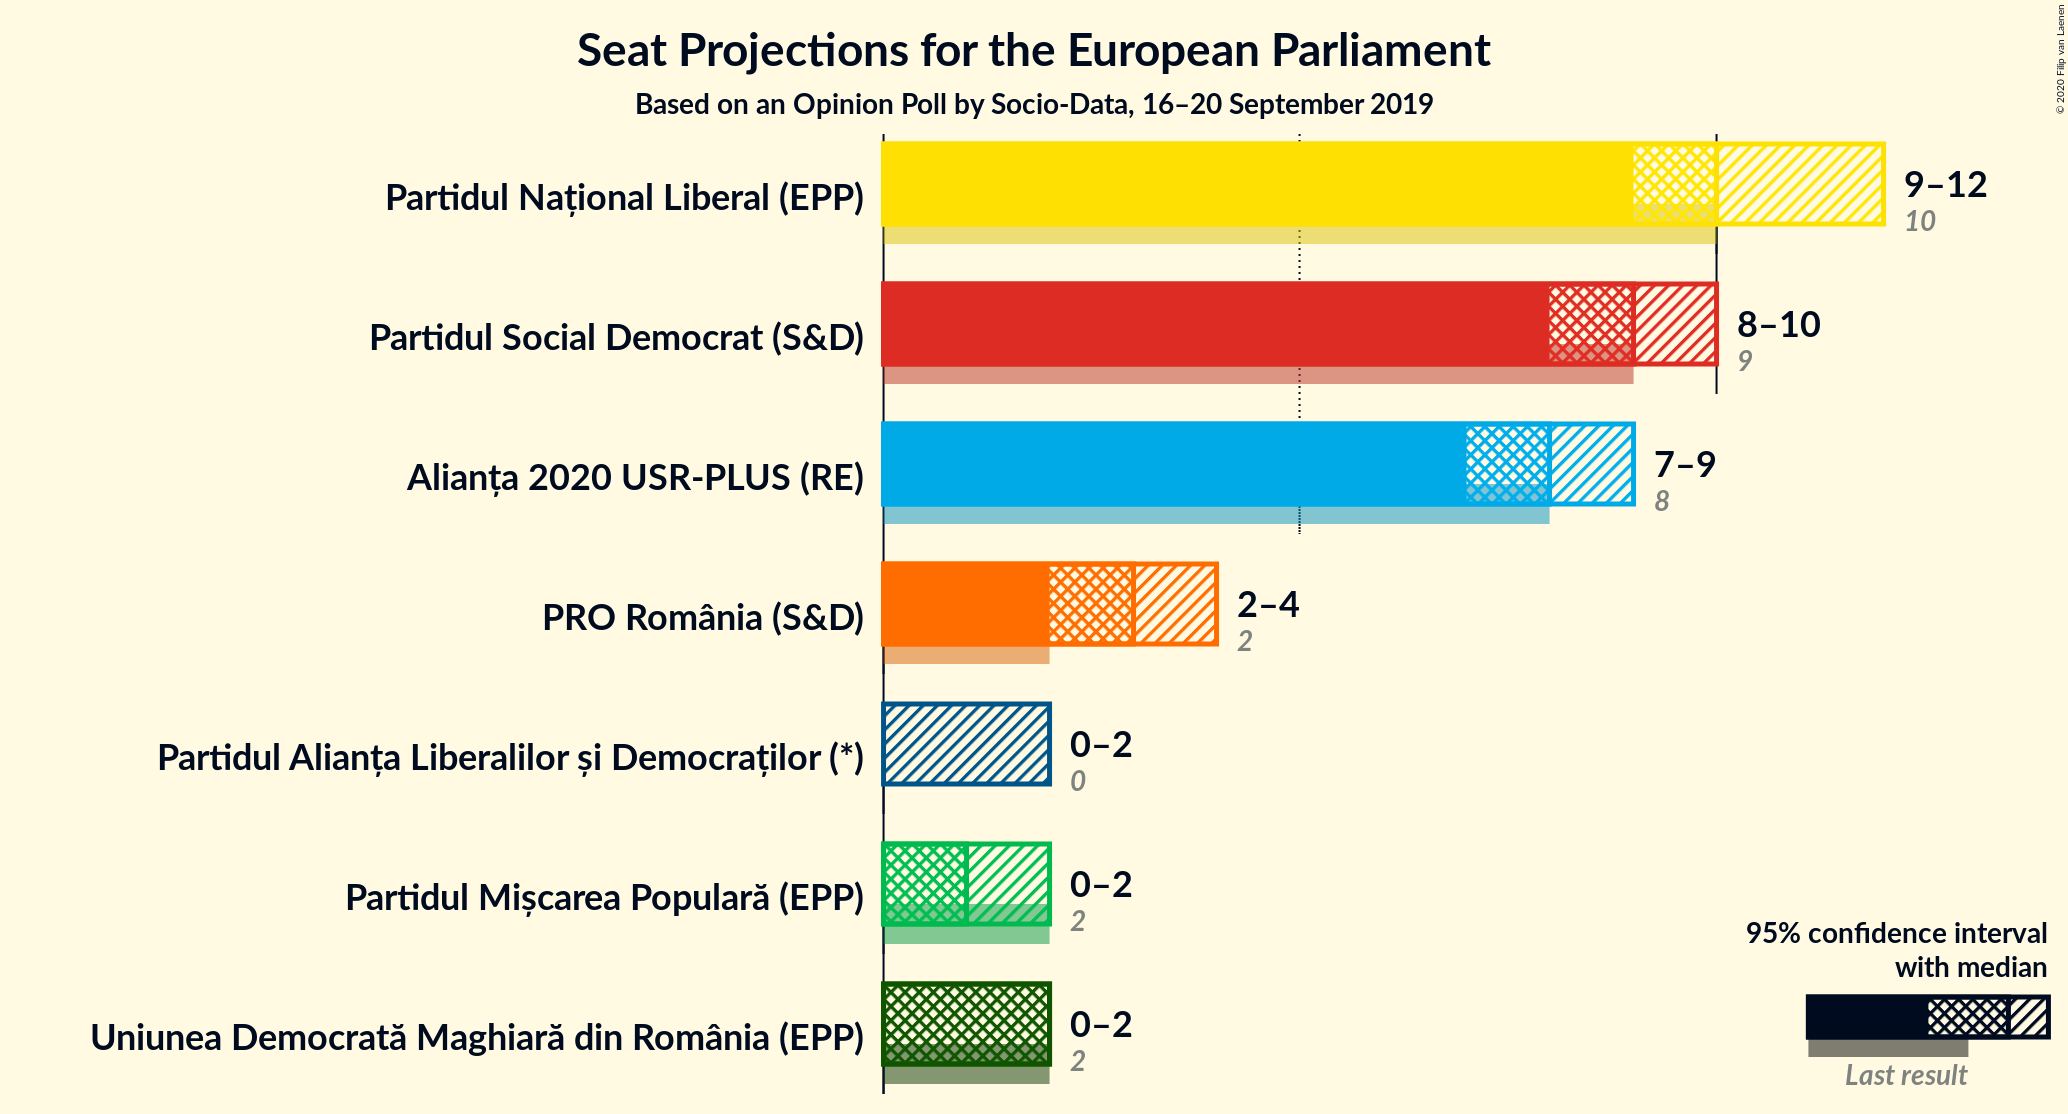 Seat Projections for the European Parliament
Based on an Opinion Poll by Socio-Data, 16–20 September 2019
© 2020 Filip van Laenen
Partidul Național Liberal (EPP)
9–12
10
Partidul Social Democrat (S&D)
8–10
9
Alianța 2020 USR-PLUS (RE)
7–9
8
PRO România (S&D)
2–4
2
Partidul Alianța Liberalilor și Democraților (*)
0–2
0
Partidul Mișcarea Populară (EPP)
0–2
2
Uniunea Democrată Maghiară din România (EPP)
0–2
2
95% confidence interval
with median
Last result